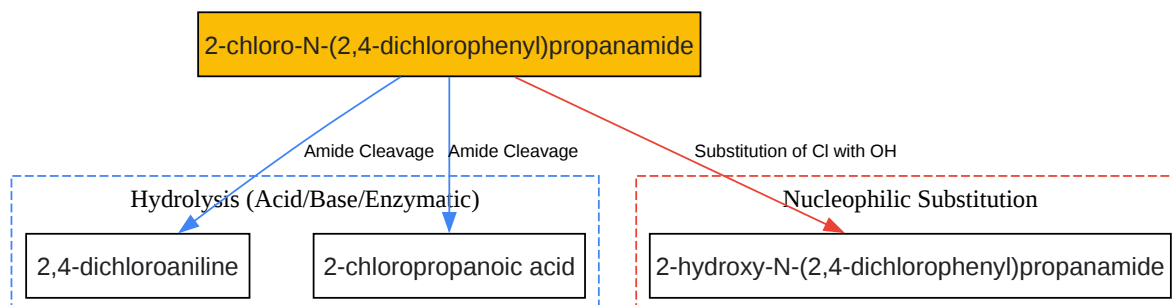 2-chloro-N-(2,4-dichlorophenyl)propanamide
Amide Cleavage
Amide Cleavage
Substitution of Cl with OH
Hydrolysis (Acid/Base/Enzymatic)
Nucleophilic Substitution
2,4-dichloroaniline
2-chloropropanoic acid
2-hydroxy-N-(2,4-dichlorophenyl)propanamide